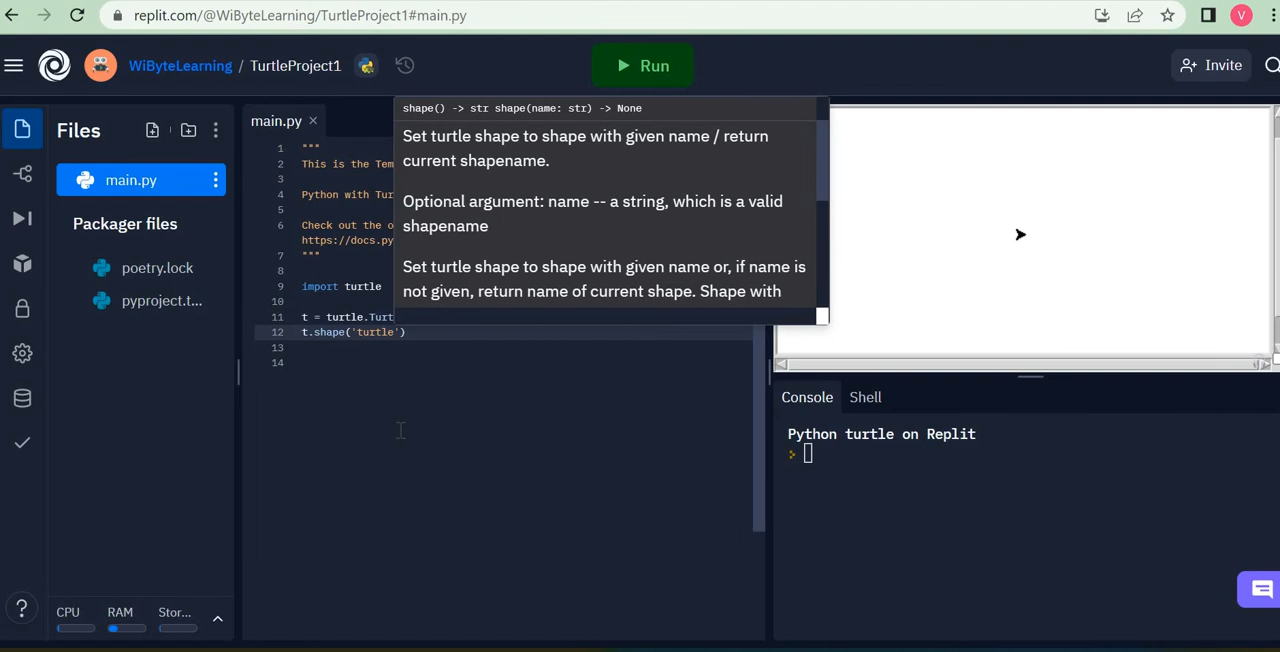 replit.com/@WiByteLearning/TurtleProject1#main.py
V
WiByteLearning / TurtleProject1
Run
Invite
Files
main.py
Packager files
poetry.lock
pyproject.t...
CPU RAM Stor...
main.py ×
1 """
2 This is the Tem
3
4 Python with Tur
5
6 Check out the o
https://docs.py
7 """
8
9 import turtle
10
11 t = turtle.Turt
12 t.shape('turtle')
13
14
shape() -> str shape(name: str) -> None
Set turtle shape to shape with given name / return
current shapename.
Optional argument: name -- a string, which is a valid
shapename
Set turtle shape to shape with given name or, if name is
not given, return name of current shape. Shape with
Console Shell
Python turtle on Replit